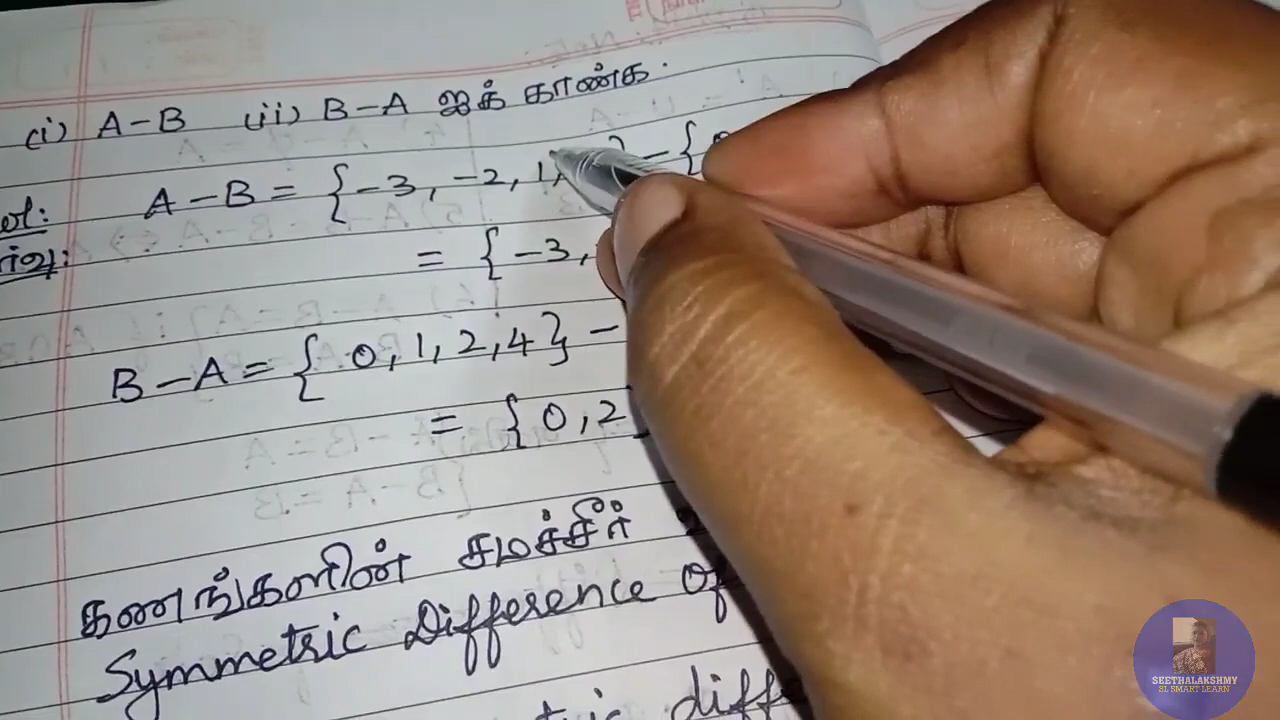 (i) A-B (ii) B-A ஐக் காண்க.
A-B = {-3, -2, 1, } - {
= {-3,
B-A = {0, 1, 2, 4} -
= {0, 2
கணங்களின் சமச்சீர்
Symmetric Difference Of
diff
SEETHALAKSHMY
SL SMART LEARN